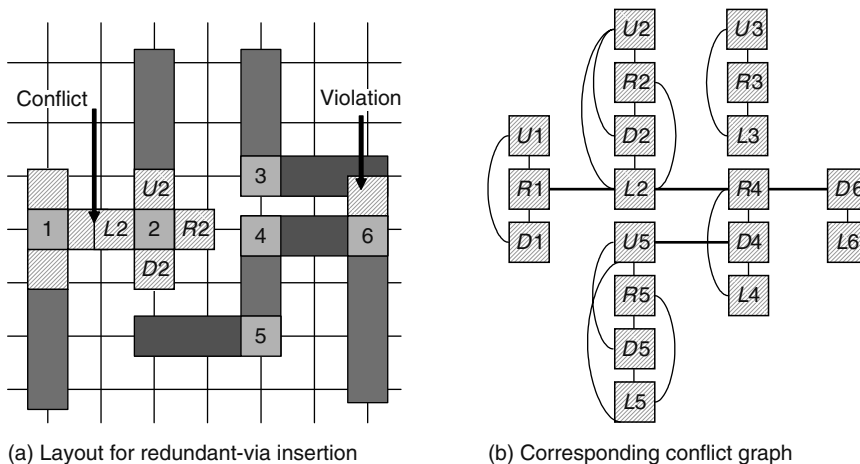 Conflict
Violation
U2
3
1
L2
2
R2
4
6
D2
5
(a) Layout for redundant-via insertion
U2
U3
R2
R3
U1
D2
L3
R1
L2
R4
D6
D1
U5
D4
L6
R5
L4
D5
L5
(b) Corresponding conflict graph